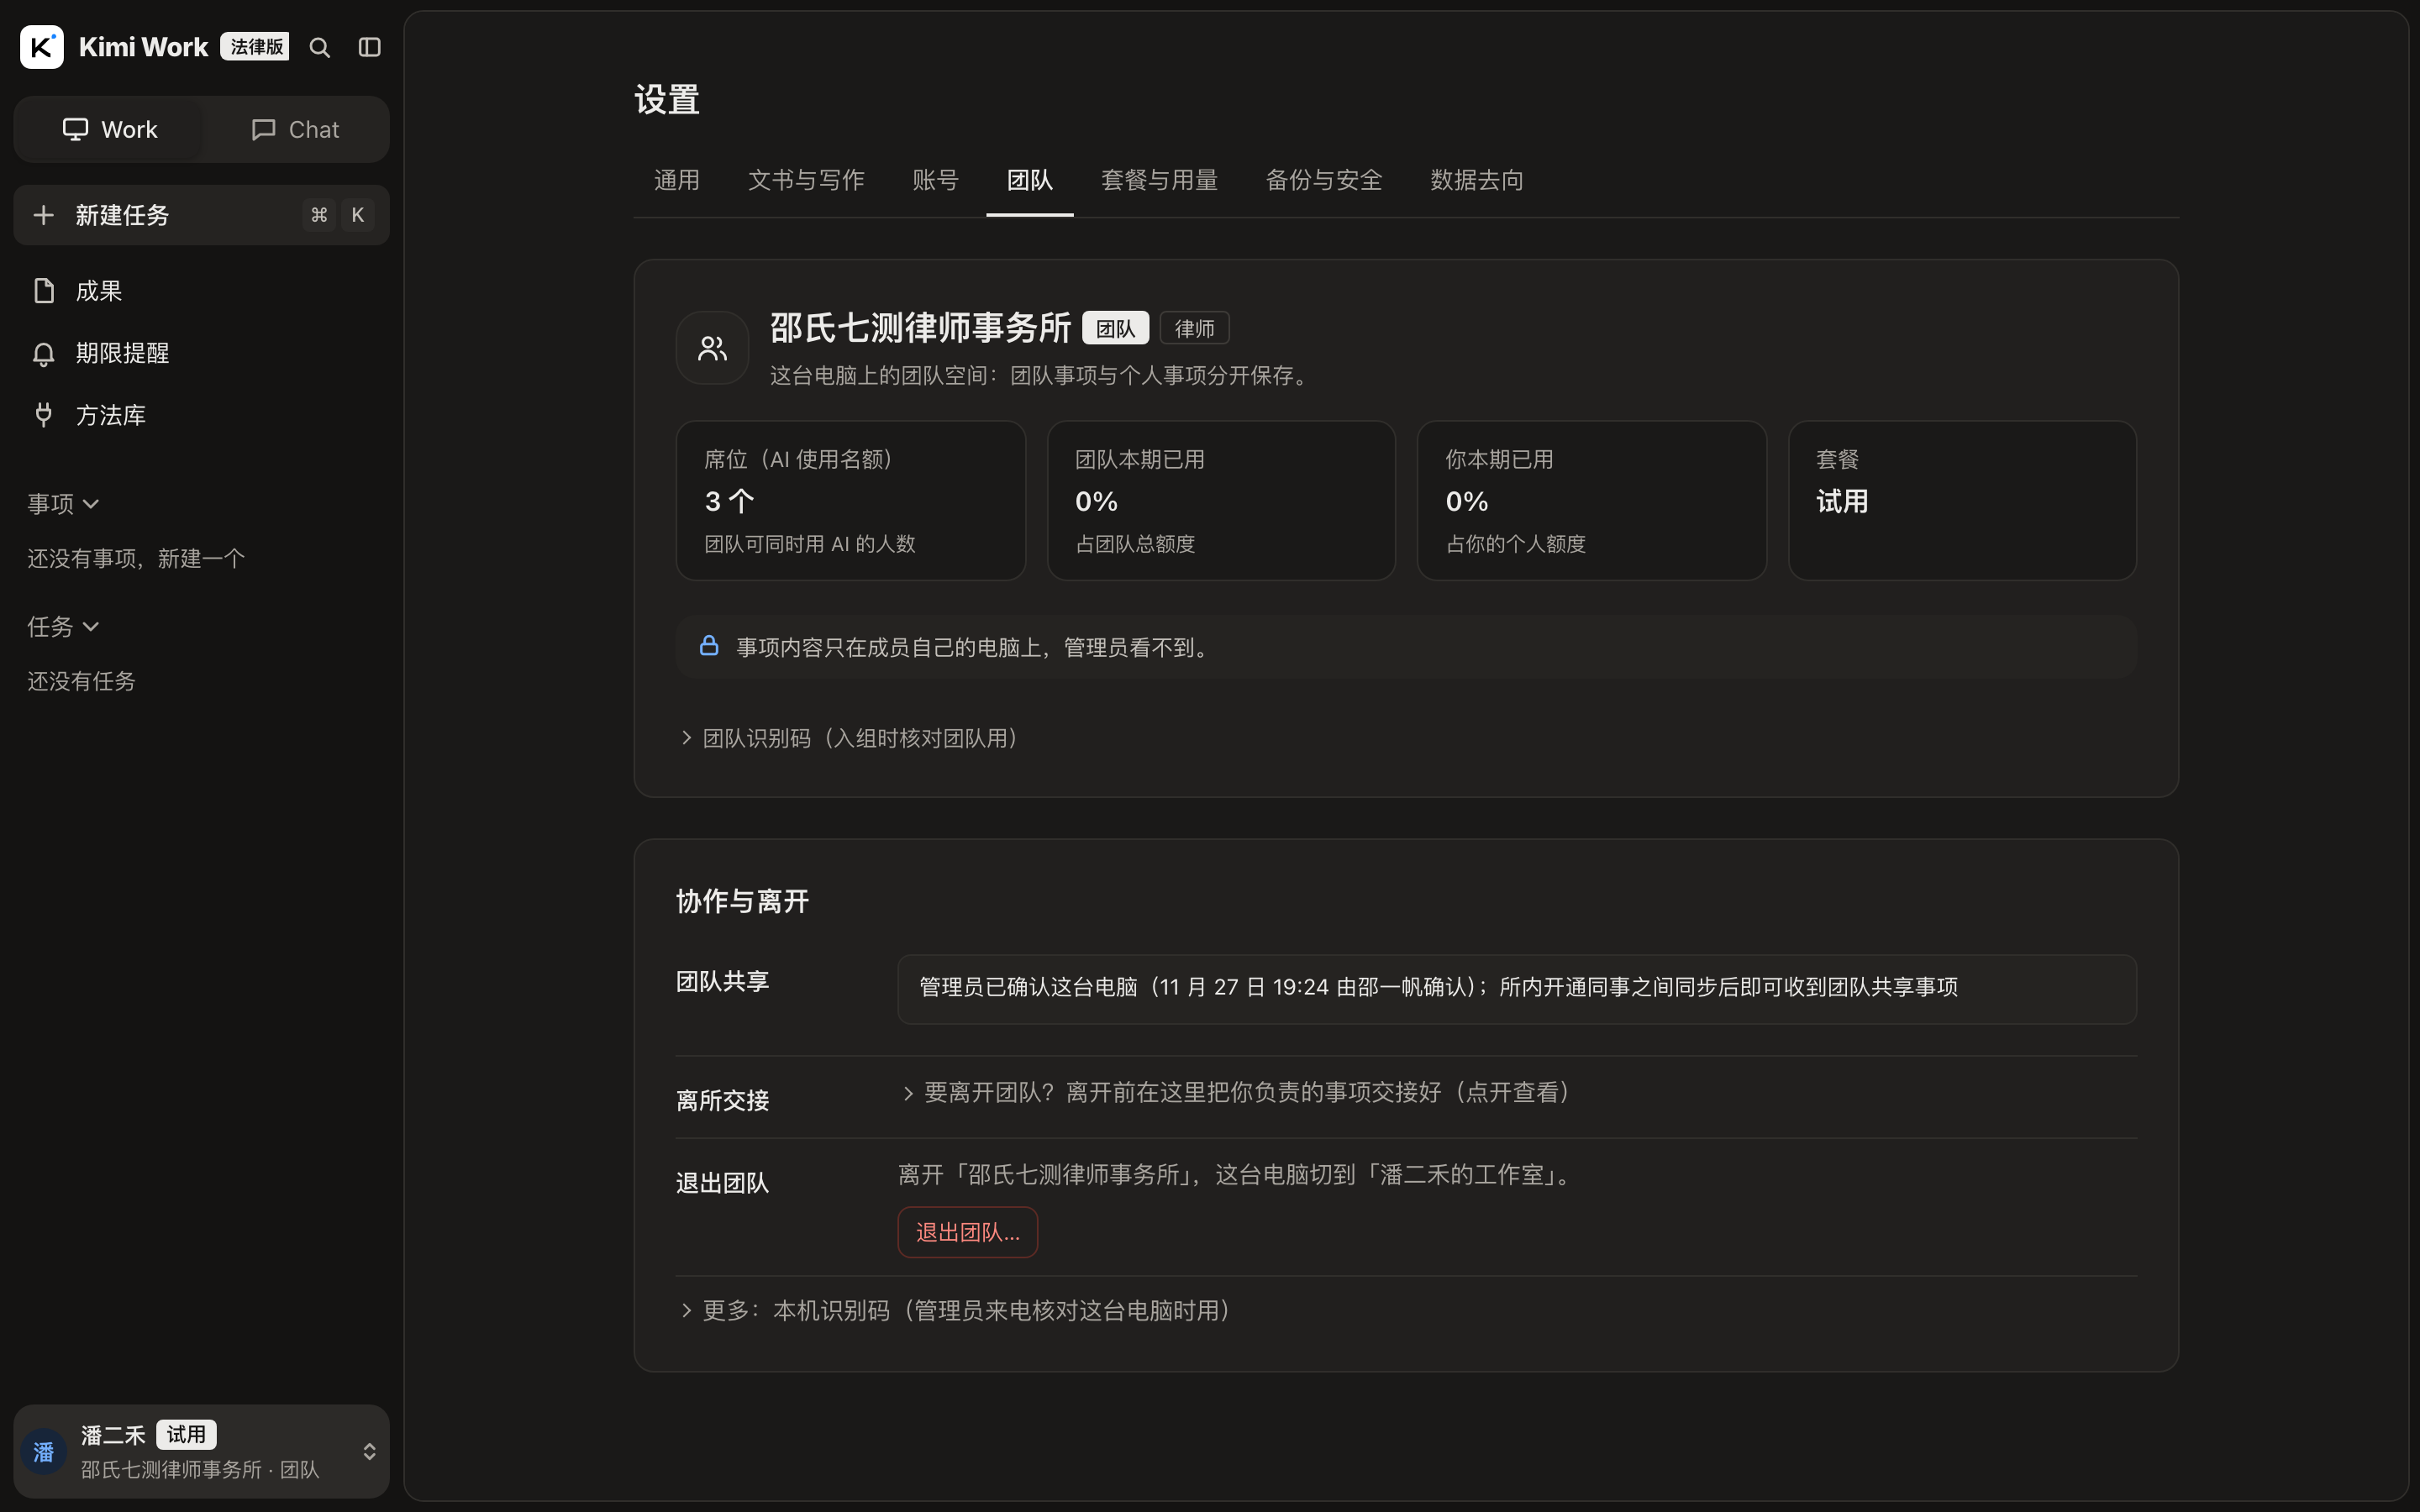 Kimi Work 法律版
Work
Chat
新建任务 ⌘ K
成果
期限提醒
方法库
事项
还没有事项，新建一个
任务
还没有任务
潘 潘二禾 试用
邵氏七测律师事务所 · 团队
设置
通用 文书与写作 账号 团队 套餐与用量 备份与安全 数据去向
邵氏七测律师事务所 团队 律师
这台电脑上的团队空间：团队事项与个人事项分开保存。
席位（AI 使用名额）
3 个
团队可同时用 AI 的人数
团队本期已用
0%
占团队总额度
你本期已用
0%
占你的个人额度
套餐
试用
事项内容只在成员自己的电脑上，管理员看不到。
团队识别码（入组时核对团队用）
协作与离开
团队共享
管理员已确认这台电脑（11 月 27 日 19:24 由邵一帆确认）；所内开通同事之间同步后即可收到团队共享事项
离所交接
要离开团队？离开前在这里把你负责的事项交接好（点开查看）
退出团队
离开「邵氏七测律师事务所」，这台电脑切到「潘二禾的工作室」。
退出团队...
更多：本机识别码（管理员来电核对这台电脑时用）